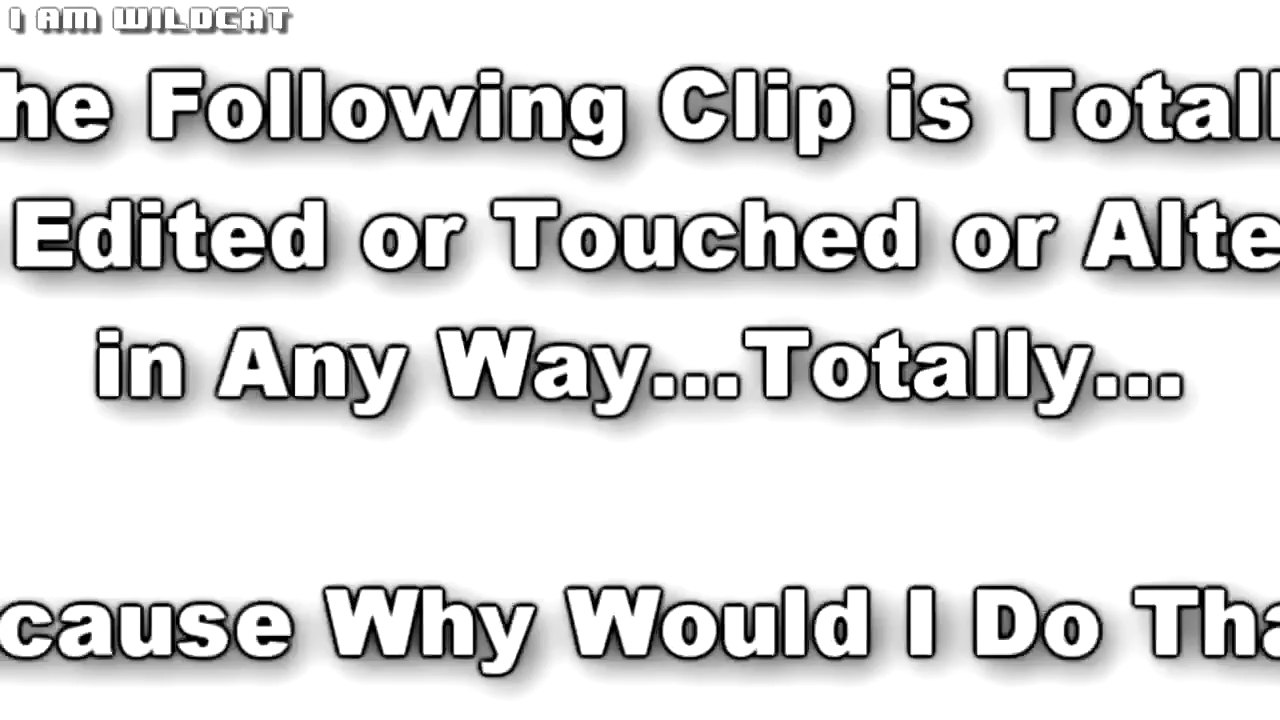 I AM WILDCAT
he Following Clip is Totall
Edited or Touched or Alte
in Any Way...Totally...
cause Why Would I Do Tha